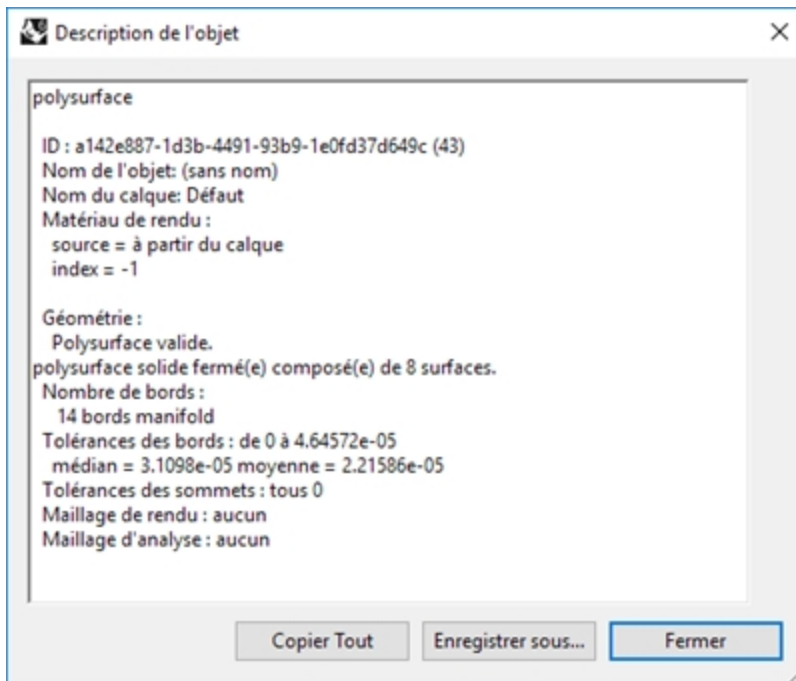 Description de l'objet
polysurface
ID : a142e887-1d3b-4491-93b9-1e0fd37d649c (43)
Nom de l'objet: (sans nom)
Nom du calque: Défaut
Matériau de rendu :
source = à partir du calque
index = -1
Géométrie :
Polysurface valide.
polysurface solide fermé(e) composé(e) de 8 surfaces.
Nombre de bords :
14 bords manifold
Tolérances des bords : de 0 à 4.64572e-05
médian = 3.1098e-05 moyenne = 2.21586e-05
Tolérances des sommets : tous 0
Maillage de rendu : aucun
Maillage d'analyse : aucun
Copier Tout Enregistrer sous... Fermer